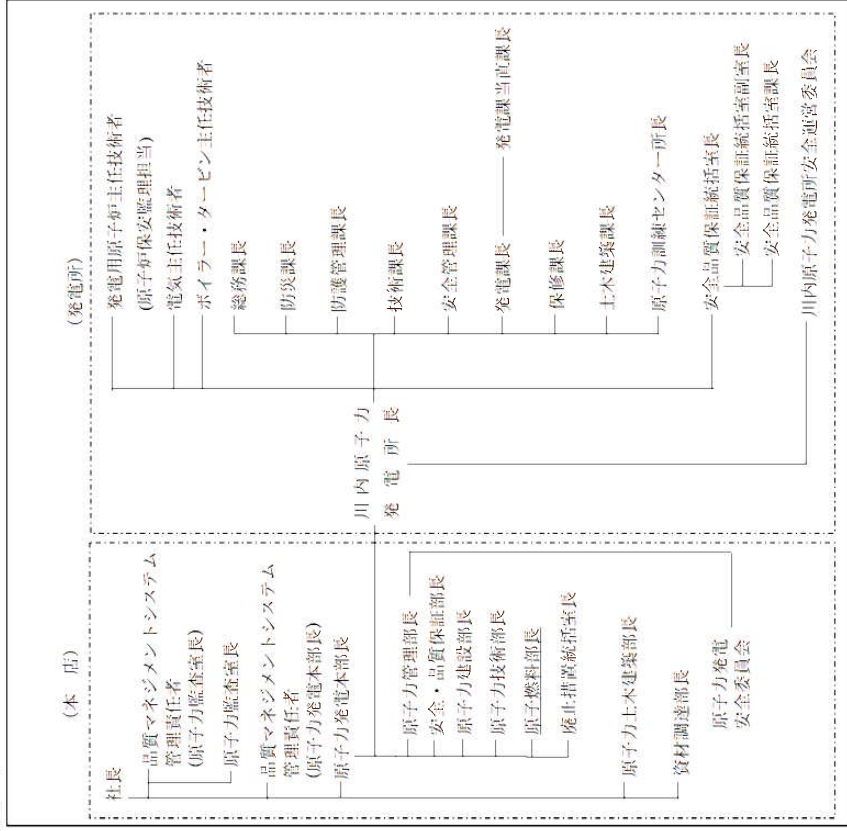 (本 店)
社長
品質マネジメントシステム
管理責任者
(原子力監査室長)
原子力監査室長
品質マネジメントシステム
管理責任者
(原子力発電本部長)
原子力発電本部長
原子力管理部長
安全・品質保証部長
原子力建設部長
原子力技術部長
原子燃料部長
廃止措置統括室長
原子力土木建築部長
資材調達部長
原子力発電
安全委員会
(発電所)
川内原子力
発電所長
発電用原子炉主任技術者
(原子炉保安監理担当)
電気主任技術者
ボイラー・タービン主任技術者
総務課長
防災課長
防護管理課長
技術課長
安全管理課長
発電課長
発電課当直課長
保修課長
土木建築課長
原子力訓練センター所長
安全品質保証統括室長
安全品質保証統括室副室長
安全品質保証統括室課長
川内原子力発電所安全運営委員会